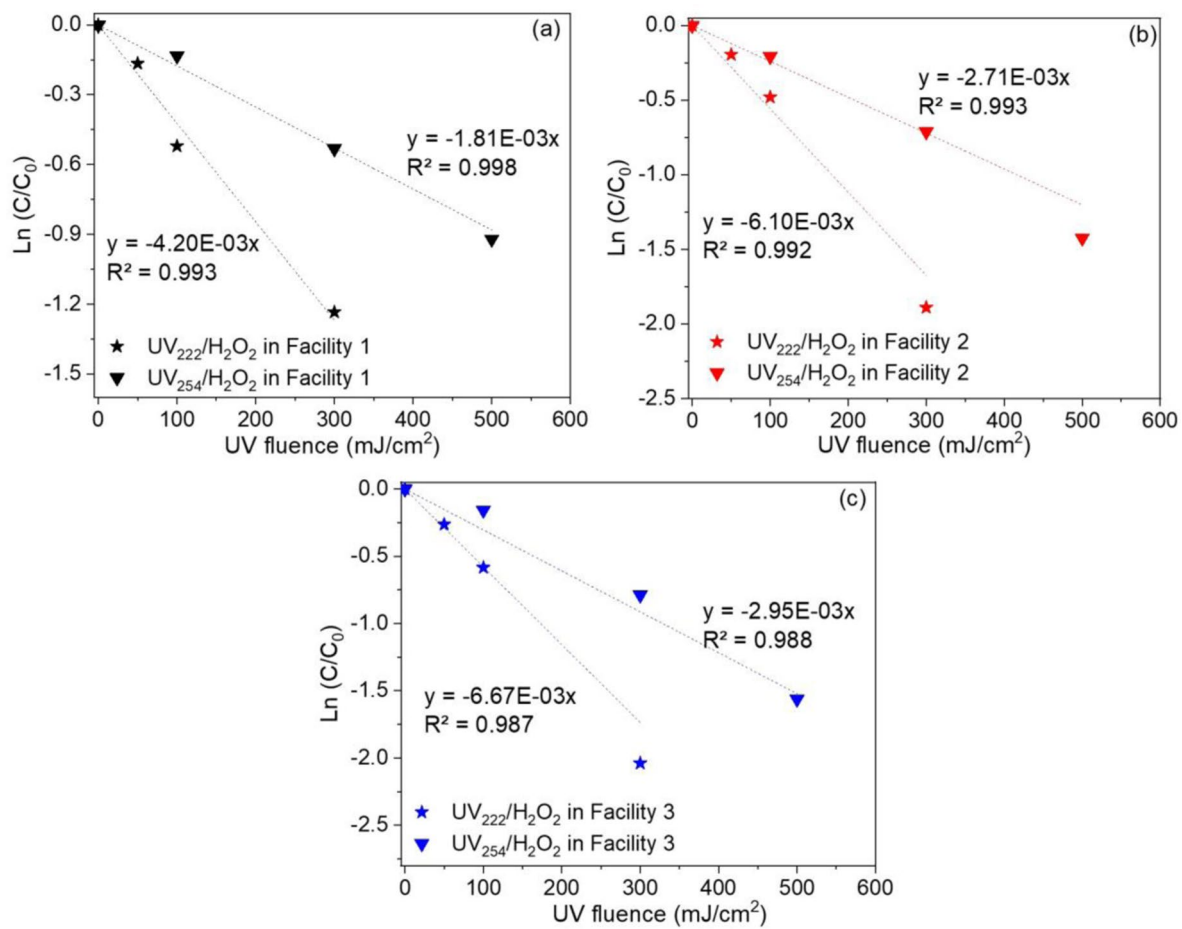 (a)
0.0
-0.3
-0.6
-0.9
-1.2
-1.5
Ln (C/C₀)
y = -1.81E-03x
R² = 0.998
y = -4.20E-03x
R² = 0.993
UV₂₂₂/H₂O₂ in Facility 1
UV₂₅₄/H₂O₂ in Facility 1
0 100 200 300 400 500 600
UV fluence (mJ/cm²)
(b)
0.0
-0.5
-1.0
-1.5
-2.0
-2.5
Ln (C/C₀)
y = -2.71E-03x
R² = 0.993
y = -6.10E-03x
R² = 0.992
UV₂₂₂/H₂O₂ in Facility 2
UV₂₅₄/H₂O₂ in Facility 2
0 100 200 300 400 500 600
UV fluence (mJ/cm²)
(c)
0.0
-0.5
-1.0
-1.5
-2.0
-2.5
Ln (C/C₀)
y = -2.95E-03x
R² = 0.988
y = -6.67E-03x
R² = 0.987
UV₂₂₂/H₂O₂ in Facility 3
UV₂₅₄/H₂O₂ in Facility 3
0 100 200 300 400 500 600
UV fluence (mJ/cm²)